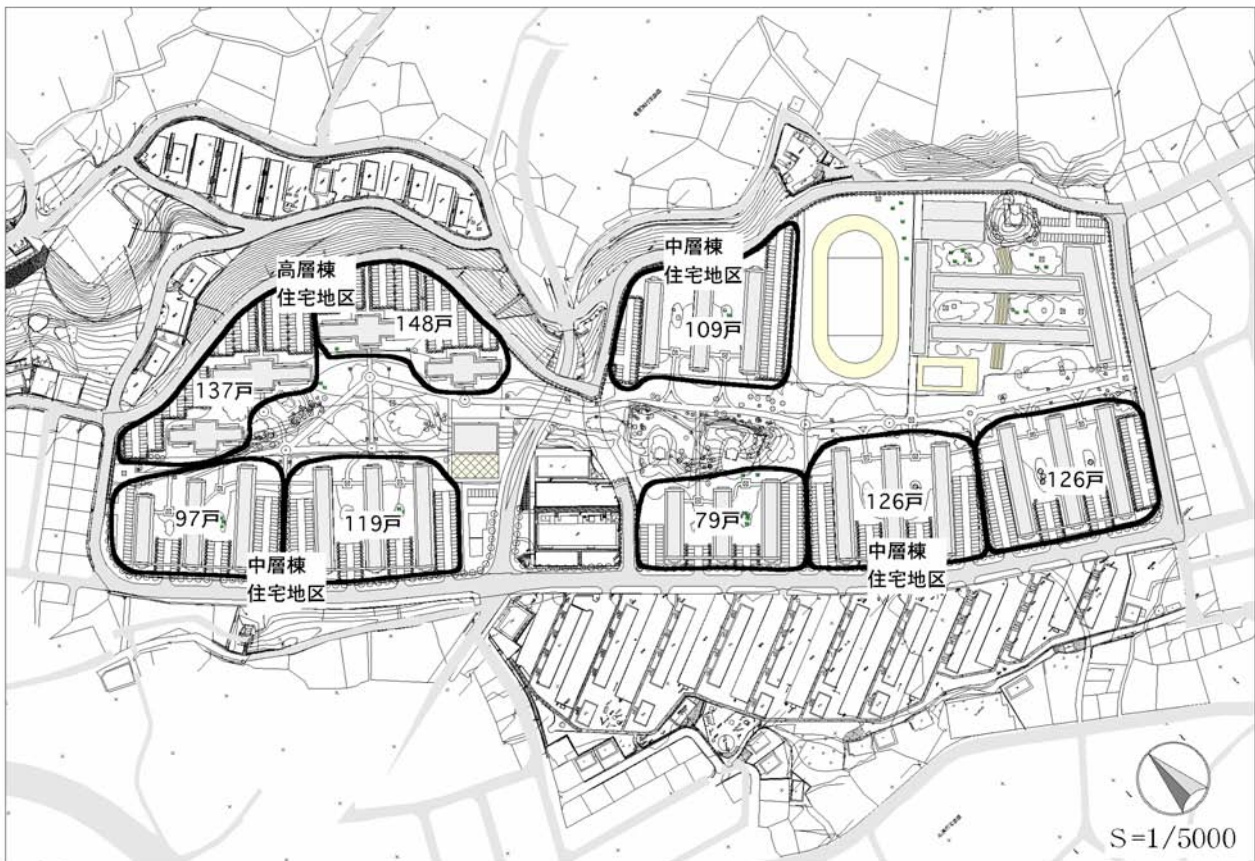 高層棟
住宅地区
148戸
137戸
中層棟
住宅地区
109戸
97戸
119戸
中層棟
住宅地区
79戸
126戸
126戸
中層棟
住宅地区
S=1/5000